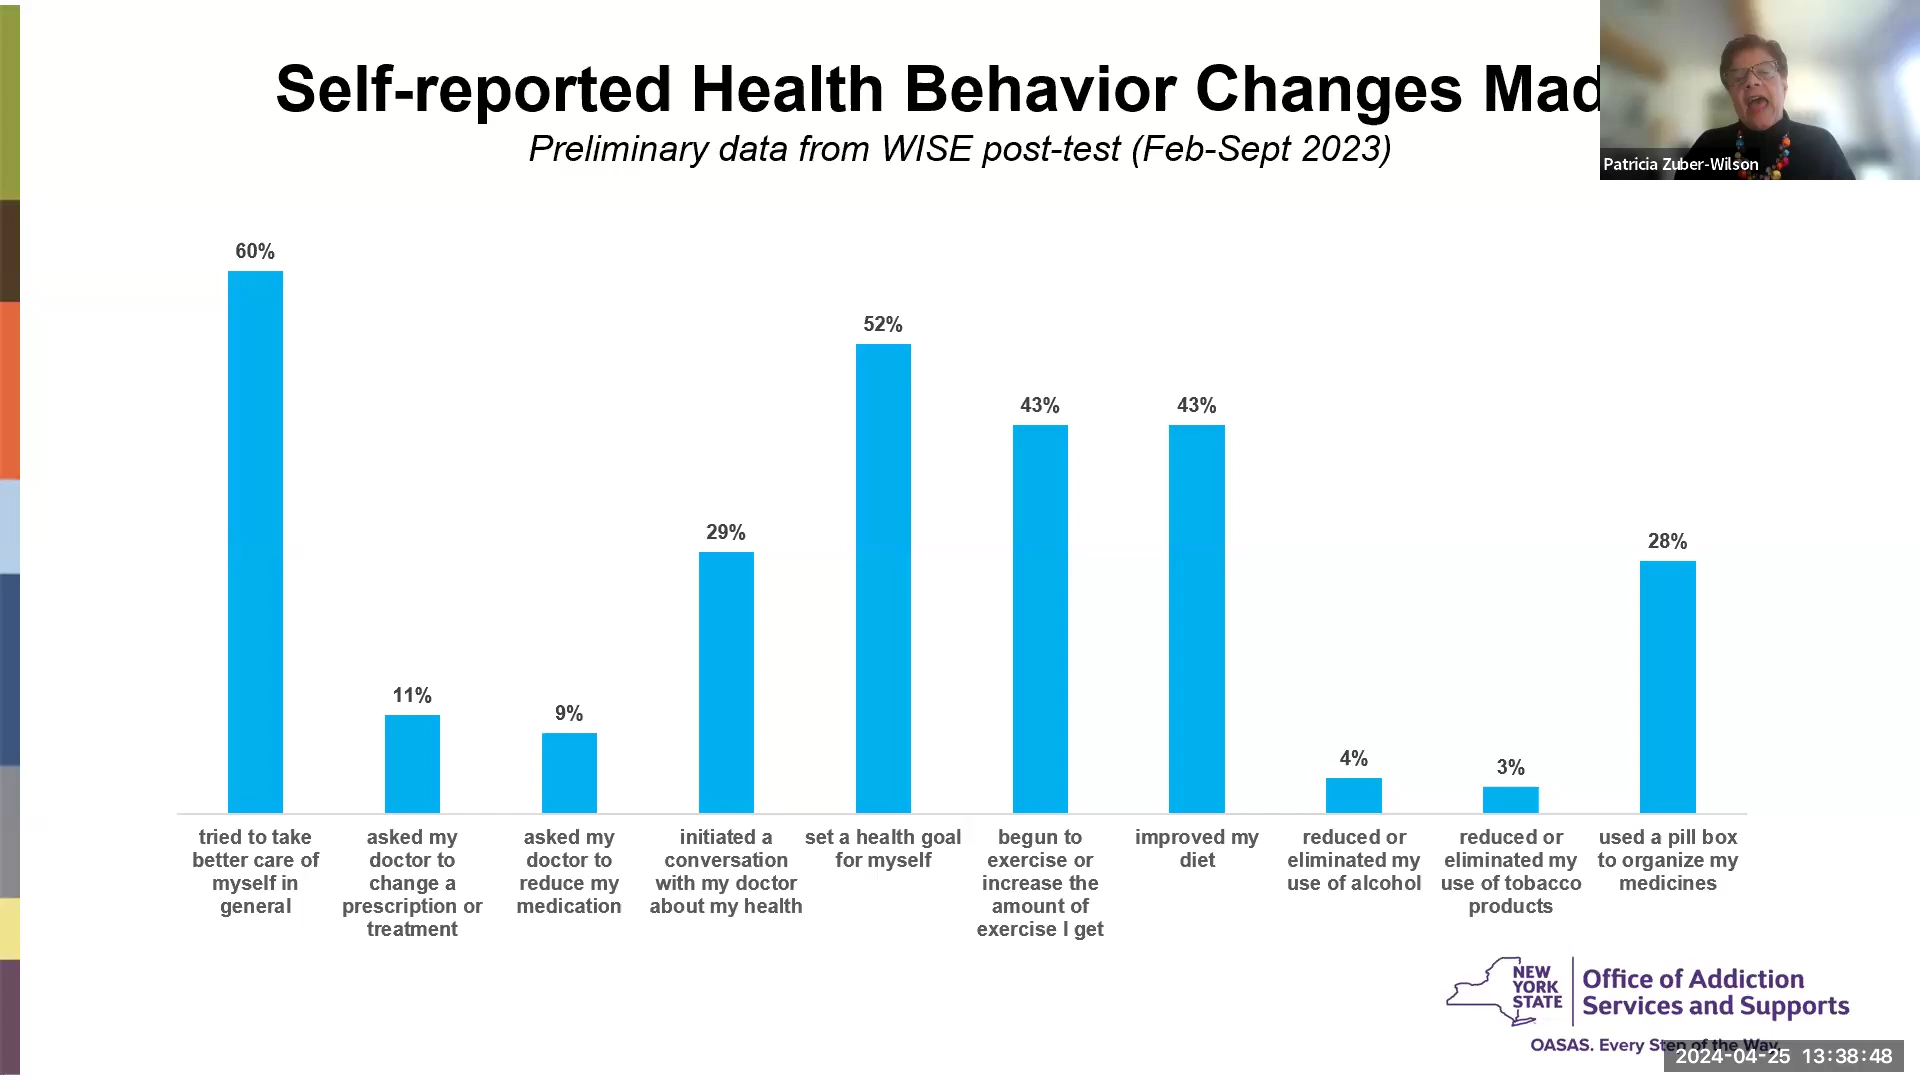 Self-reported Health Behavior Changes Mad
Preliminary data from WISE post-test (Feb-Sept 2023)
Patricia Zuber-Wilson
60%
11%
9%
29%
52%
43%
43%
4%
3%
28%
tried to take
better care of
myself in
general
asked my
doctor to
change a
prescription or
treatment
asked my
doctor to
reduce my
medication
initiated a
conversation
with my doctor
about my health
set a health goal
for myself
begun to
exercise or
increase the
amount of
exercise I get
improved my
diet
reduced or
eliminated my
use of alcohol
reduced or
eliminated my
use of tobacco
products
used a pill box
to organize my
medicines
NEW
YORK
STATE
Office of Addiction
Services and Supports
OASAS. Every Step of the Way.
2024-04-25 13:38:48